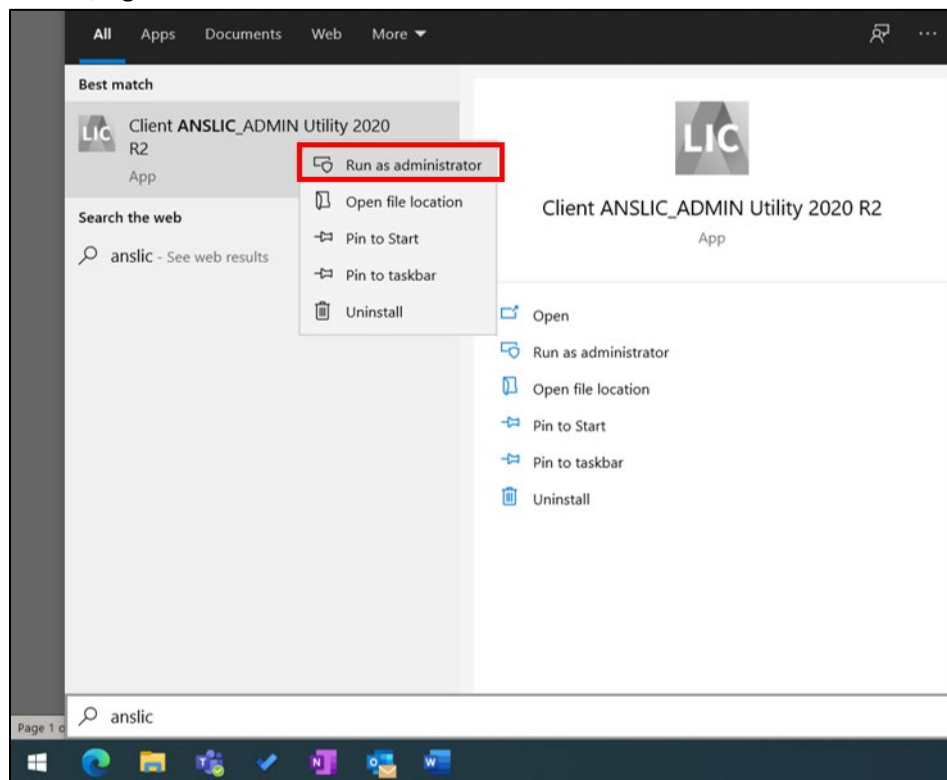 All Apps Documents Web More
Best match
LIC
Client ANSLIC_ADMIN Utility 2020
R2
App
Search the web
anslic - See web results
Run as administrator
Open file location
Pin to Start
Pin to taskbar
Uninstall
LIC
Client ANSLIC_ADMIN Utility 2020 R2
App
Open
Run as administrator
Open file location
Pin to Start
Pin to taskbar
Uninstall
anslic
Page 1 o
N
W